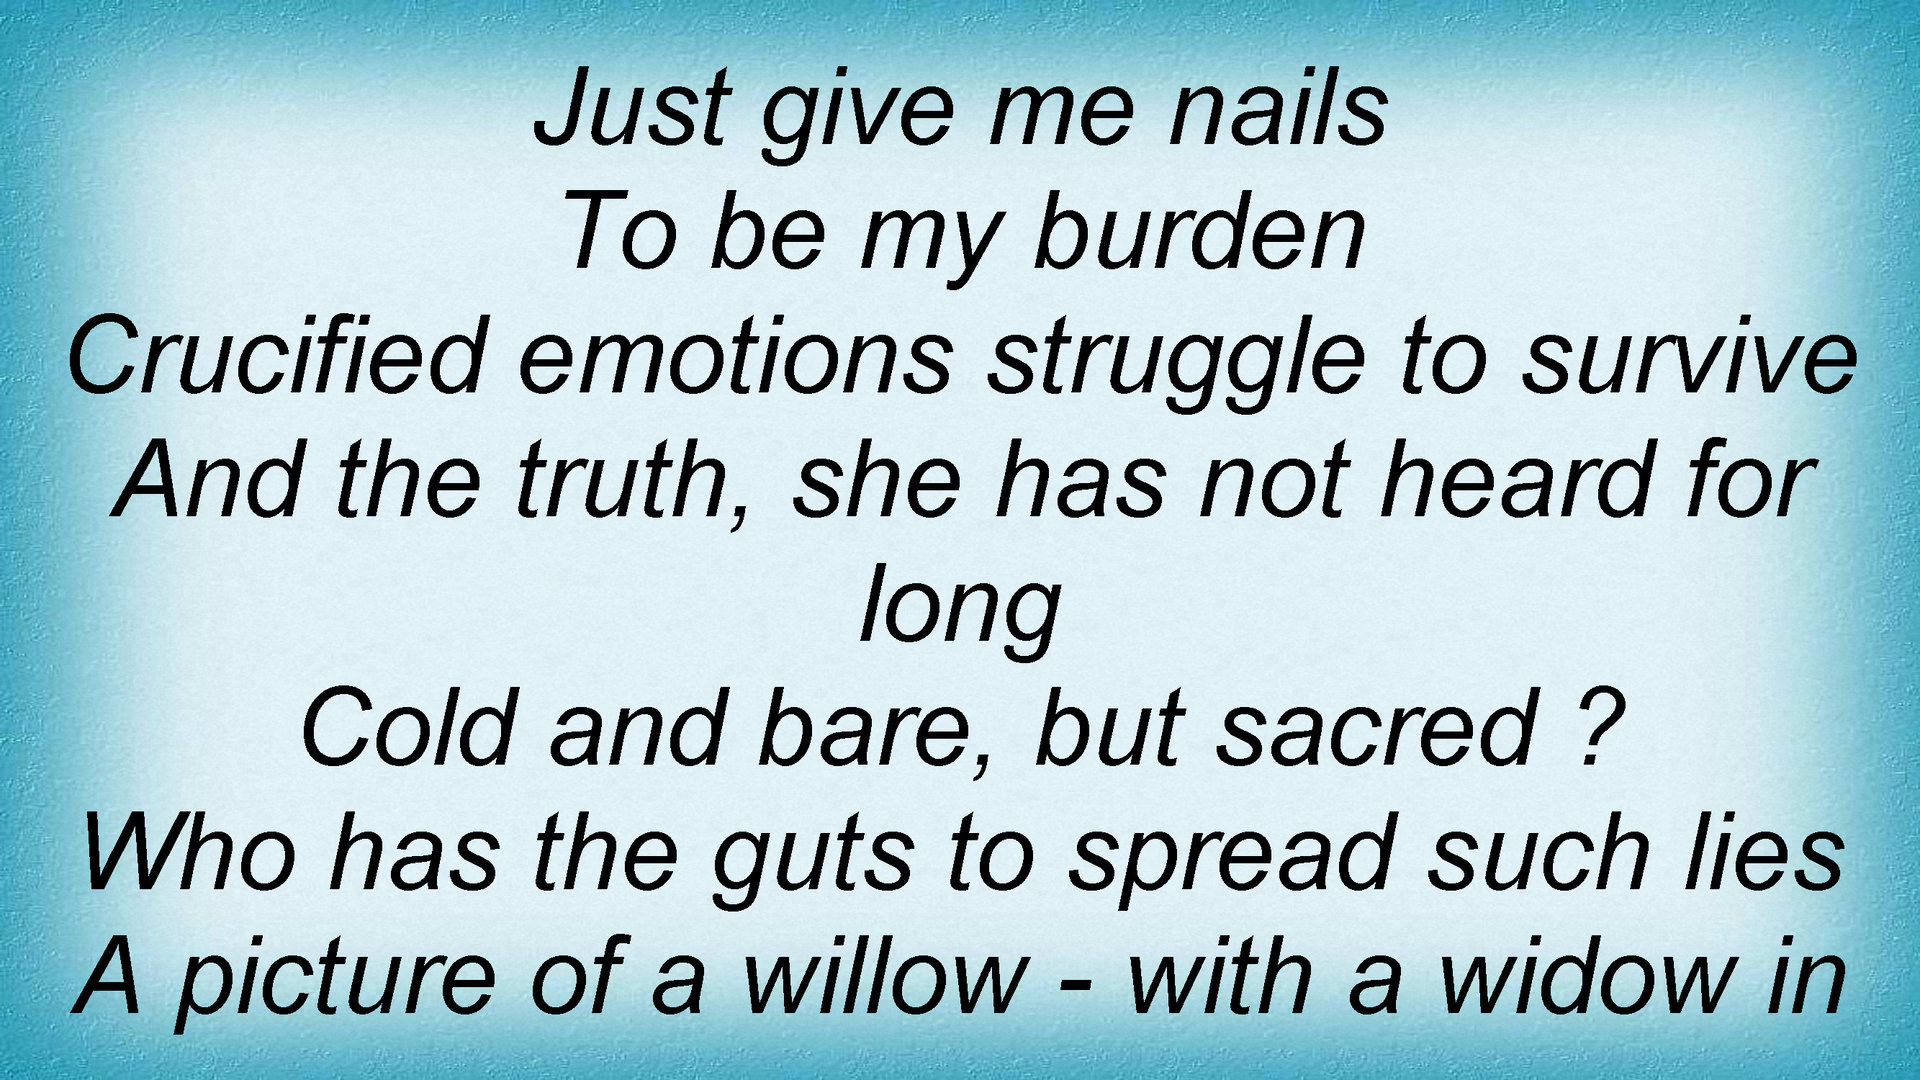 Just give me nails
To be my burden
Crucified emotions struggle to survive
And the truth, she has not heard for
long
Cold and bare, but sacred ?
Who has the guts to spread such lies
A picture of a willow - with a widow in